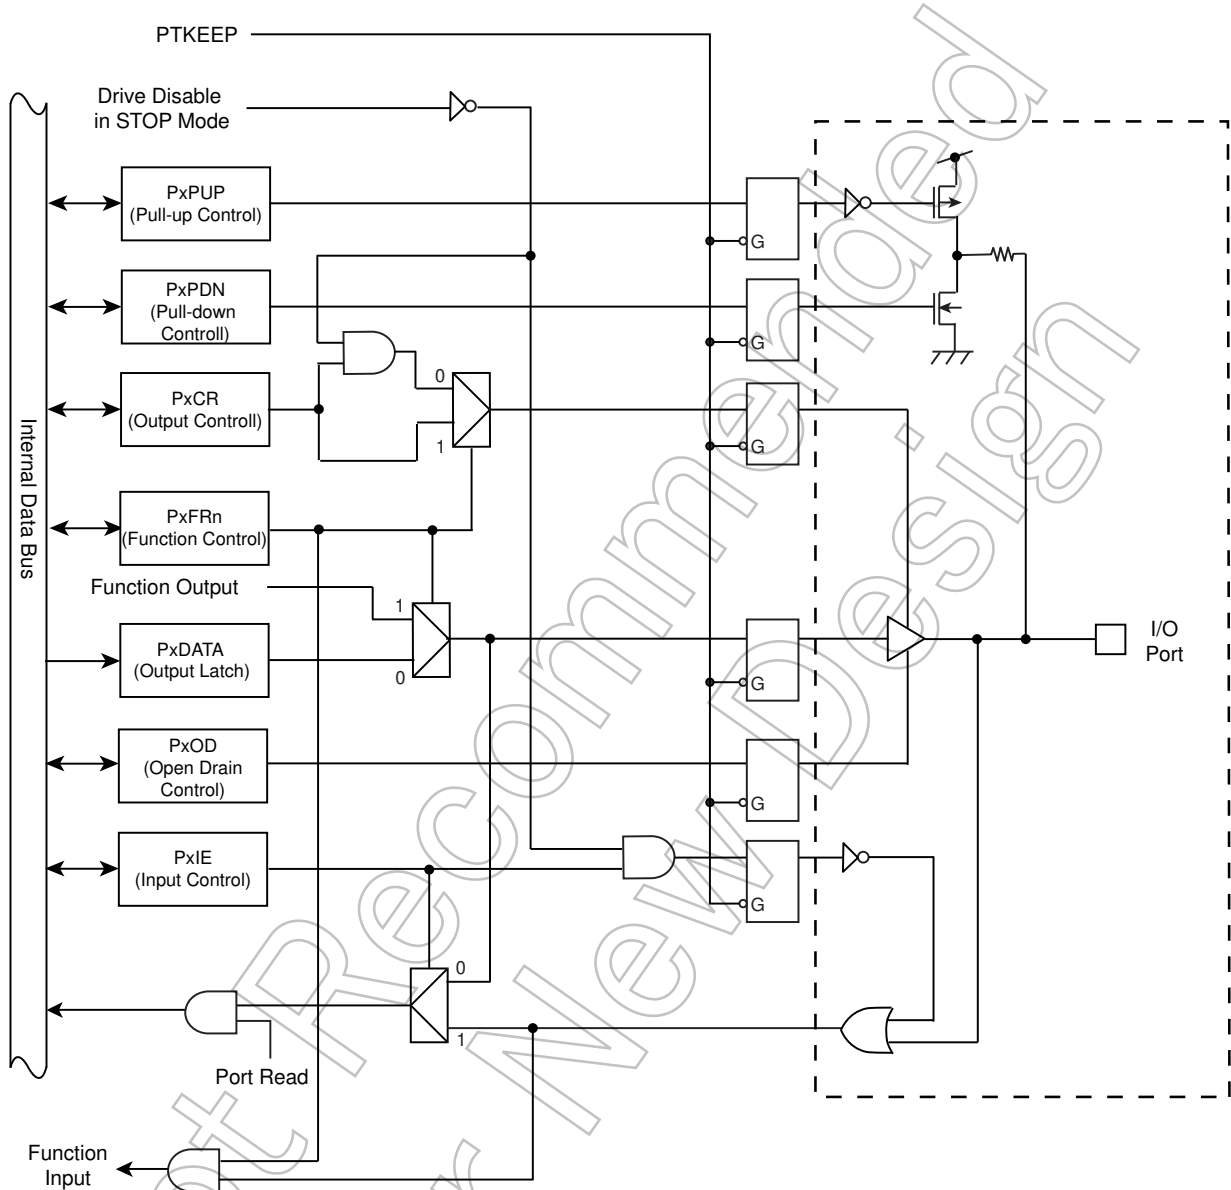 PTKEEP
Drive Disable
in STOP Mode
PxPUP
(Pull-up Control)
G
PxPDN
(Pull-down
Controll)
G
PxCR
(Output Controll)
0
1
G
Internal Data Bus
PxFRn
(Function Control)
Function Output
1
0
PxDATA
(Output Latch)
G
I/O
Port
PxOD
(Open Drain
Control)
G
PxIE
(Input Control)
G
0
1
Port Read
Function
Input
Not Recommended
for New Design